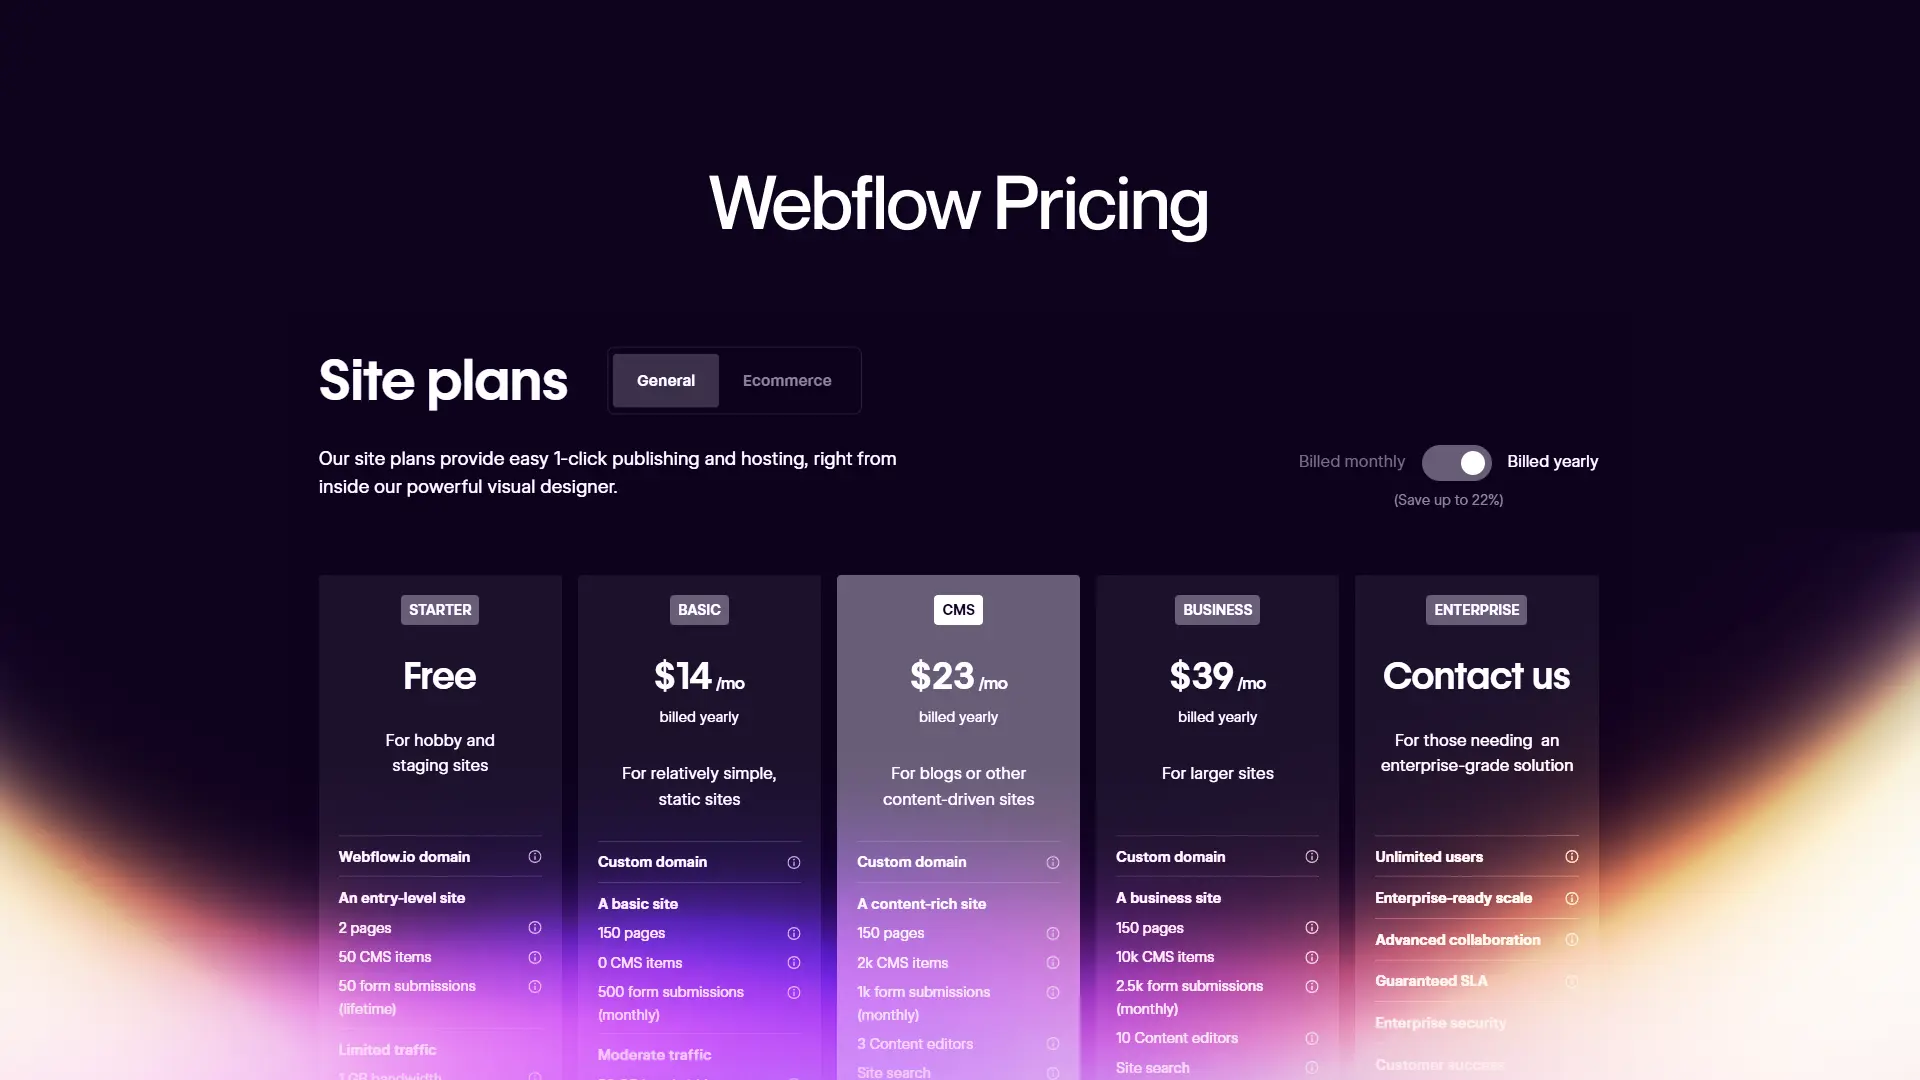 Webflow Pricing
Site plans
General
Ecommerce
Our site plans provide easy 1-click publishing and hosting, right from
inside our powerful visual designer.
Billed monthly
Billed yearly
(Save up to 22%)
STARTER
Free
For hobby and
staging sites
Webflow.io domain
An entry-level site
2 pages
50 CMS items
50 form submissions
(lifetime)
Limited traffic
1 GB bandwidth
BASIC
$14 /mo
billed yearly
For relatively simple,
static sites
Custom domain
A basic site
150 pages
0 CMS items
500 form submissions
(monthly)
Moderate traffic
CMS
$23 /mo
billed yearly
For blogs or other
content-driven sites
Custom domain
A content-rich site
150 pages
2k CMS items
1k form submissions
(monthly)
3 Content editors
Site search
BUSINESS
$39 /mo
billed yearly
For larger sites
Custom domain
A business site
150 pages
10k CMS items
2.5k form submissions
(monthly)
10 Content editors
Site search
ENTERPRISE
Contact us
For those needing an
enterprise-grade solution
Unlimited users
Enterprise-ready scale
Advanced collaboration
Guaranteed SLA
Enterprise security
Customer success